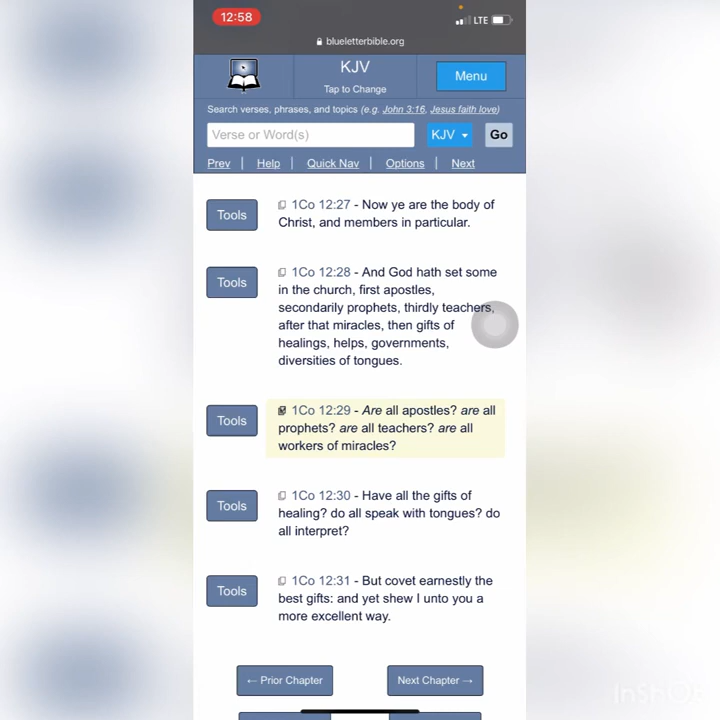 12:58
LTE
blueletterbible.org
KJV
Tap to Change
Menu
Search verses, phrases, and topics (e.g. John 3:16, Jesus faith love)
Verse or Word(s)
KJV
Go
Prev | Help | Quick Nav | Options | Next
Tools
1Co 12:27 - Now ye are the body of
Christ, and members in particular.
Tools
1Co 12:28 - And God hath set some
in the church, first apostles,
secondarily prophets, thirdly teachers,
after that miracles, then gifts of
healings, helps, governments,
diversities of tongues.
Tools
1Co 12:29 - Are all apostles? are all
prophets? are all teachers? are all
workers of miracles?
Tools
1Co 12:30 - Have all the gifts of
healing? do all speak with tongues? do
all interpret?
Tools
1Co 12:31 - But covet earnestly the
best gifts: and yet shew I unto you a
more excellent way.
← Prior Chapter
Next Chapter →
InShOt